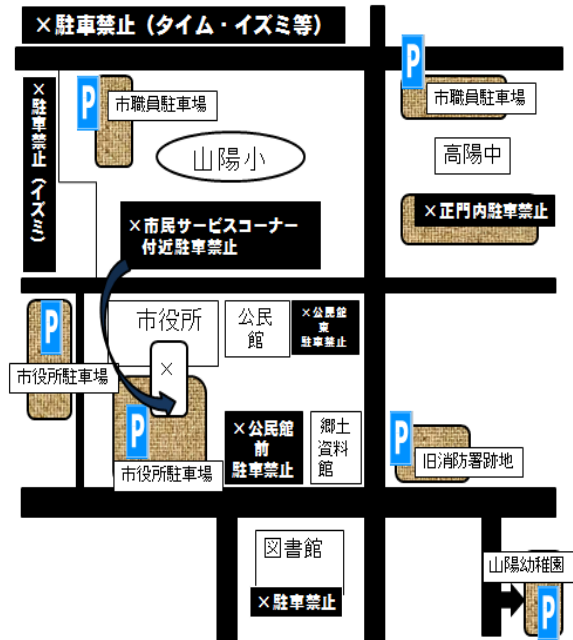 ×駐車禁止（タイム・イズミ等）
P
市職員駐車場
P
市職員駐車場
×駐車禁止（イズミ）
山陽小
高陽中
×正門内駐車禁止
×市民サービスコーナー
付近駐車禁止
P
市役所駐車場
市役所
公民
館
×公民館
東
駐車禁止
×
P
市役所駐車場
×公民館
前
駐車禁止
郷土
資料
館
P
旧消防署跡地
図書館
×駐車禁止
山陽幼稚園
P